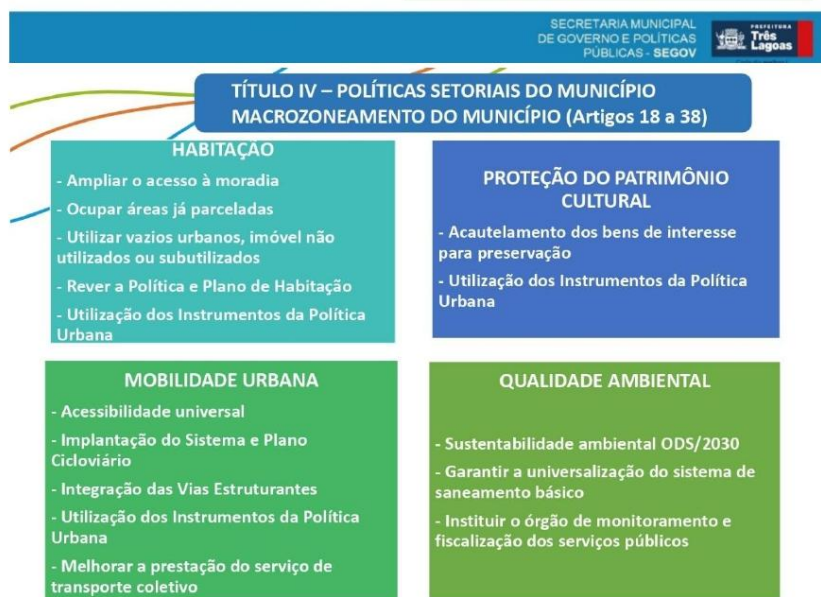 SECRETARIA MUNICIPAL
DE GOVERNO E POLÍTICAS
PÚBLICAS - SEGOV
PREFEITURA
Três
Lagoas
TÍTULO IV – POLÍTICAS SETORIAIS DO MUNICÍPIO
MACROZONEAMENTO DO MUNICÍPIO (Artigos 18 a 38)
HABITAÇÃO
- Ampliar o acesso à moradia
- Ocupar áreas já parceladas
- Utilizar vazios urbanos, imóvel não
utilizados ou subutilizados
- Rever a Política e Plano de Habitação
- Utilização dos Instrumentos da Política
Urbana
PROTEÇÃO DO PATRIMÔNIO
CULTURAL
- Acautelamento dos bens de interesse
para preservação
- Utilização dos Instrumentos da Política
Urbana
MOBILIDADE URBANA
- Acessibilidade universal
- Implantação do Sistema e Plano
Cicloviário
- Integração das Vias Estruturantes
- Utilização dos Instrumentos da Política
Urbana
- Melhorar a prestação do serviço de
transporte coletivo
QUALIDADE AMBIENTAL
- Sustentabilidade ambiental ODS/2030
- Garantir a universalização do sistema de
saneamento básico
- Instituir o órgão de monitoramento e
fiscalização dos serviços públicos